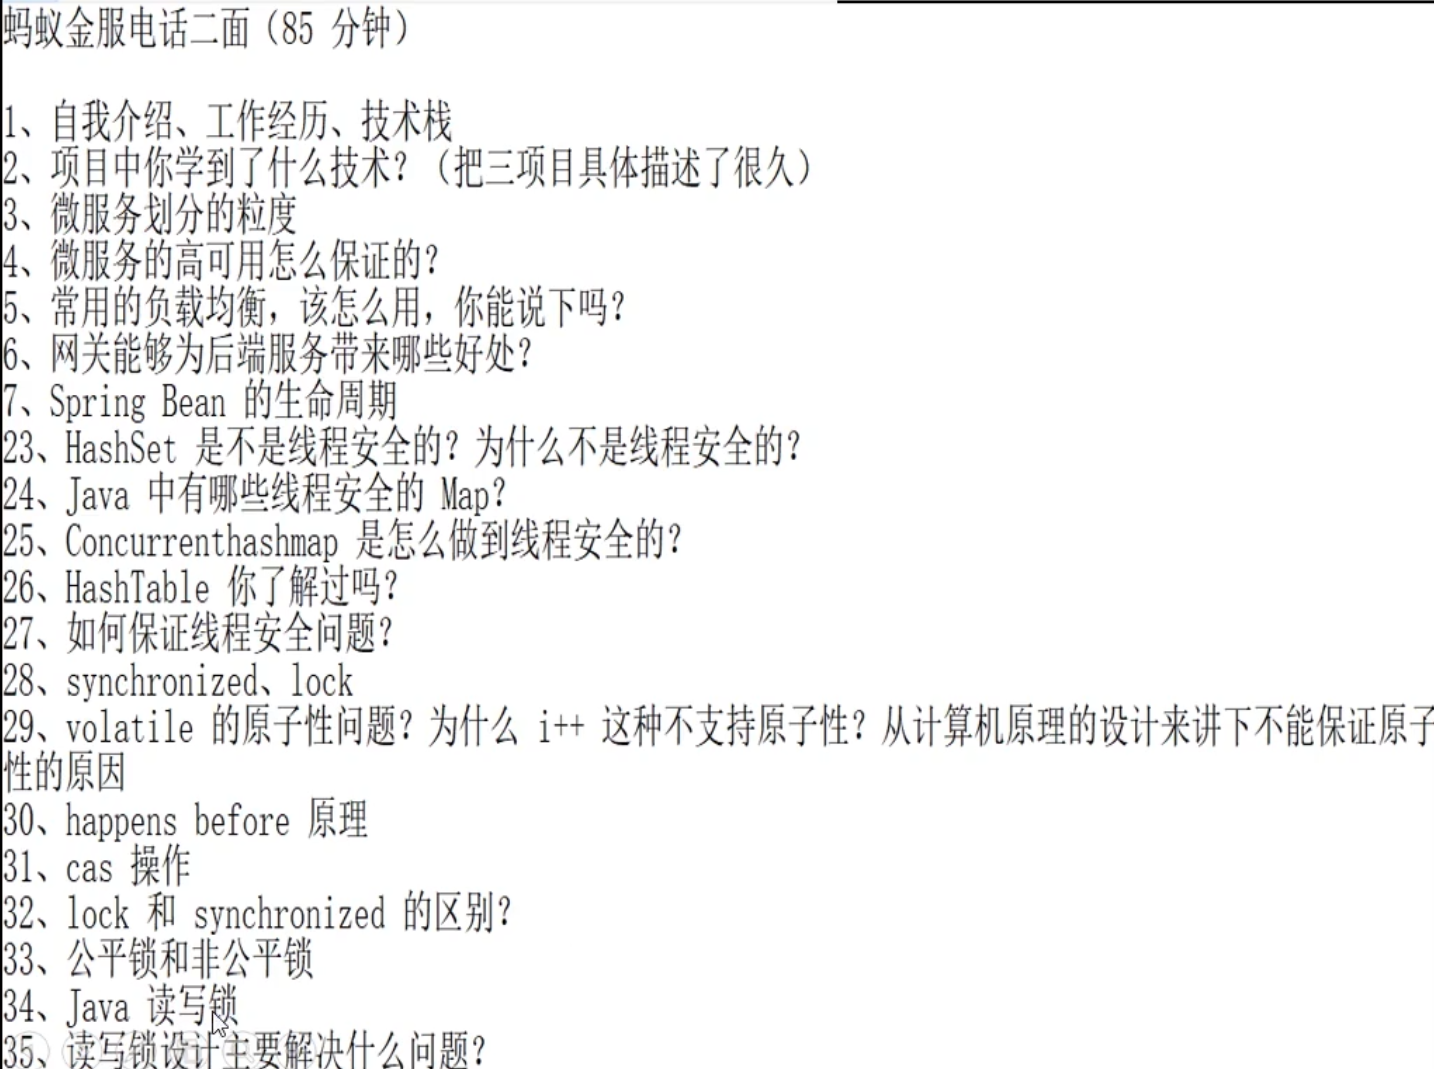 蚂蚁金服电话二面（85 分钟）
1、自我介绍、工作经历、技术栈
2、项目中你学到了什么技术？（把三项目具体描述了很久）
3、微服务划分的粒度
4、微服务的高可用怎么保证的？
5、常用的负载均衡，该怎么用，你能说下吗？
6、网关能够为后端服务带来哪些好处？
7、Spring Bean 的生命周期
23、HashSet 是不是线程安全的？为什么不是线程安全的？
24、Java 中有哪些线程安全的 Map？
25、Concurrenthashmap 是怎么做到线程安全的？
26、HashTable 你了解过吗？
27、如何保证线程安全问题？
28、synchronized、lock
29、volatile 的原子性问题？为什么 i++ 这种不支持原子性？从计算机原理的设计来讲下不能保证原子
性的原因
30、happens before 原理
31、cas 操作
32、lock 和 synchronized 的区别？
33、公平锁和非公平锁
34、Java 读写锁
35、读写锁设计主要解决什么问题？